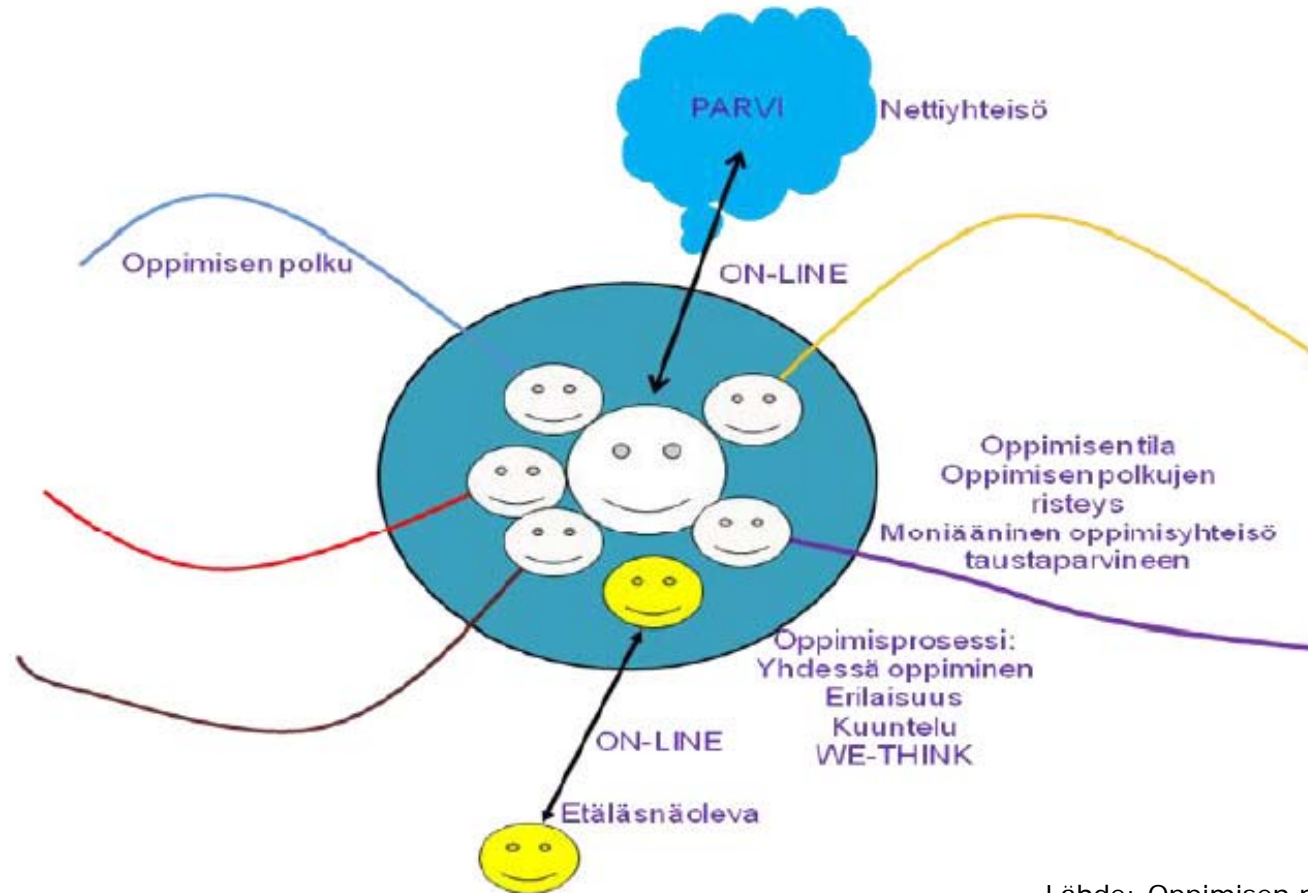 PARVI
Nettiyhteisö
Oppimisen polku
ON-LINE
Oppimisen tila
Oppimisen polkujen
risteys
Moniääninen oppimisyhteisö
taustaparvineen
Oppimisprosessi:
Yhdessä oppiminen
Erilaisuus
Kuuntelu
WE-THINK
ON-LINE
Etäläsnäoleva
Lähde: Oppimisen